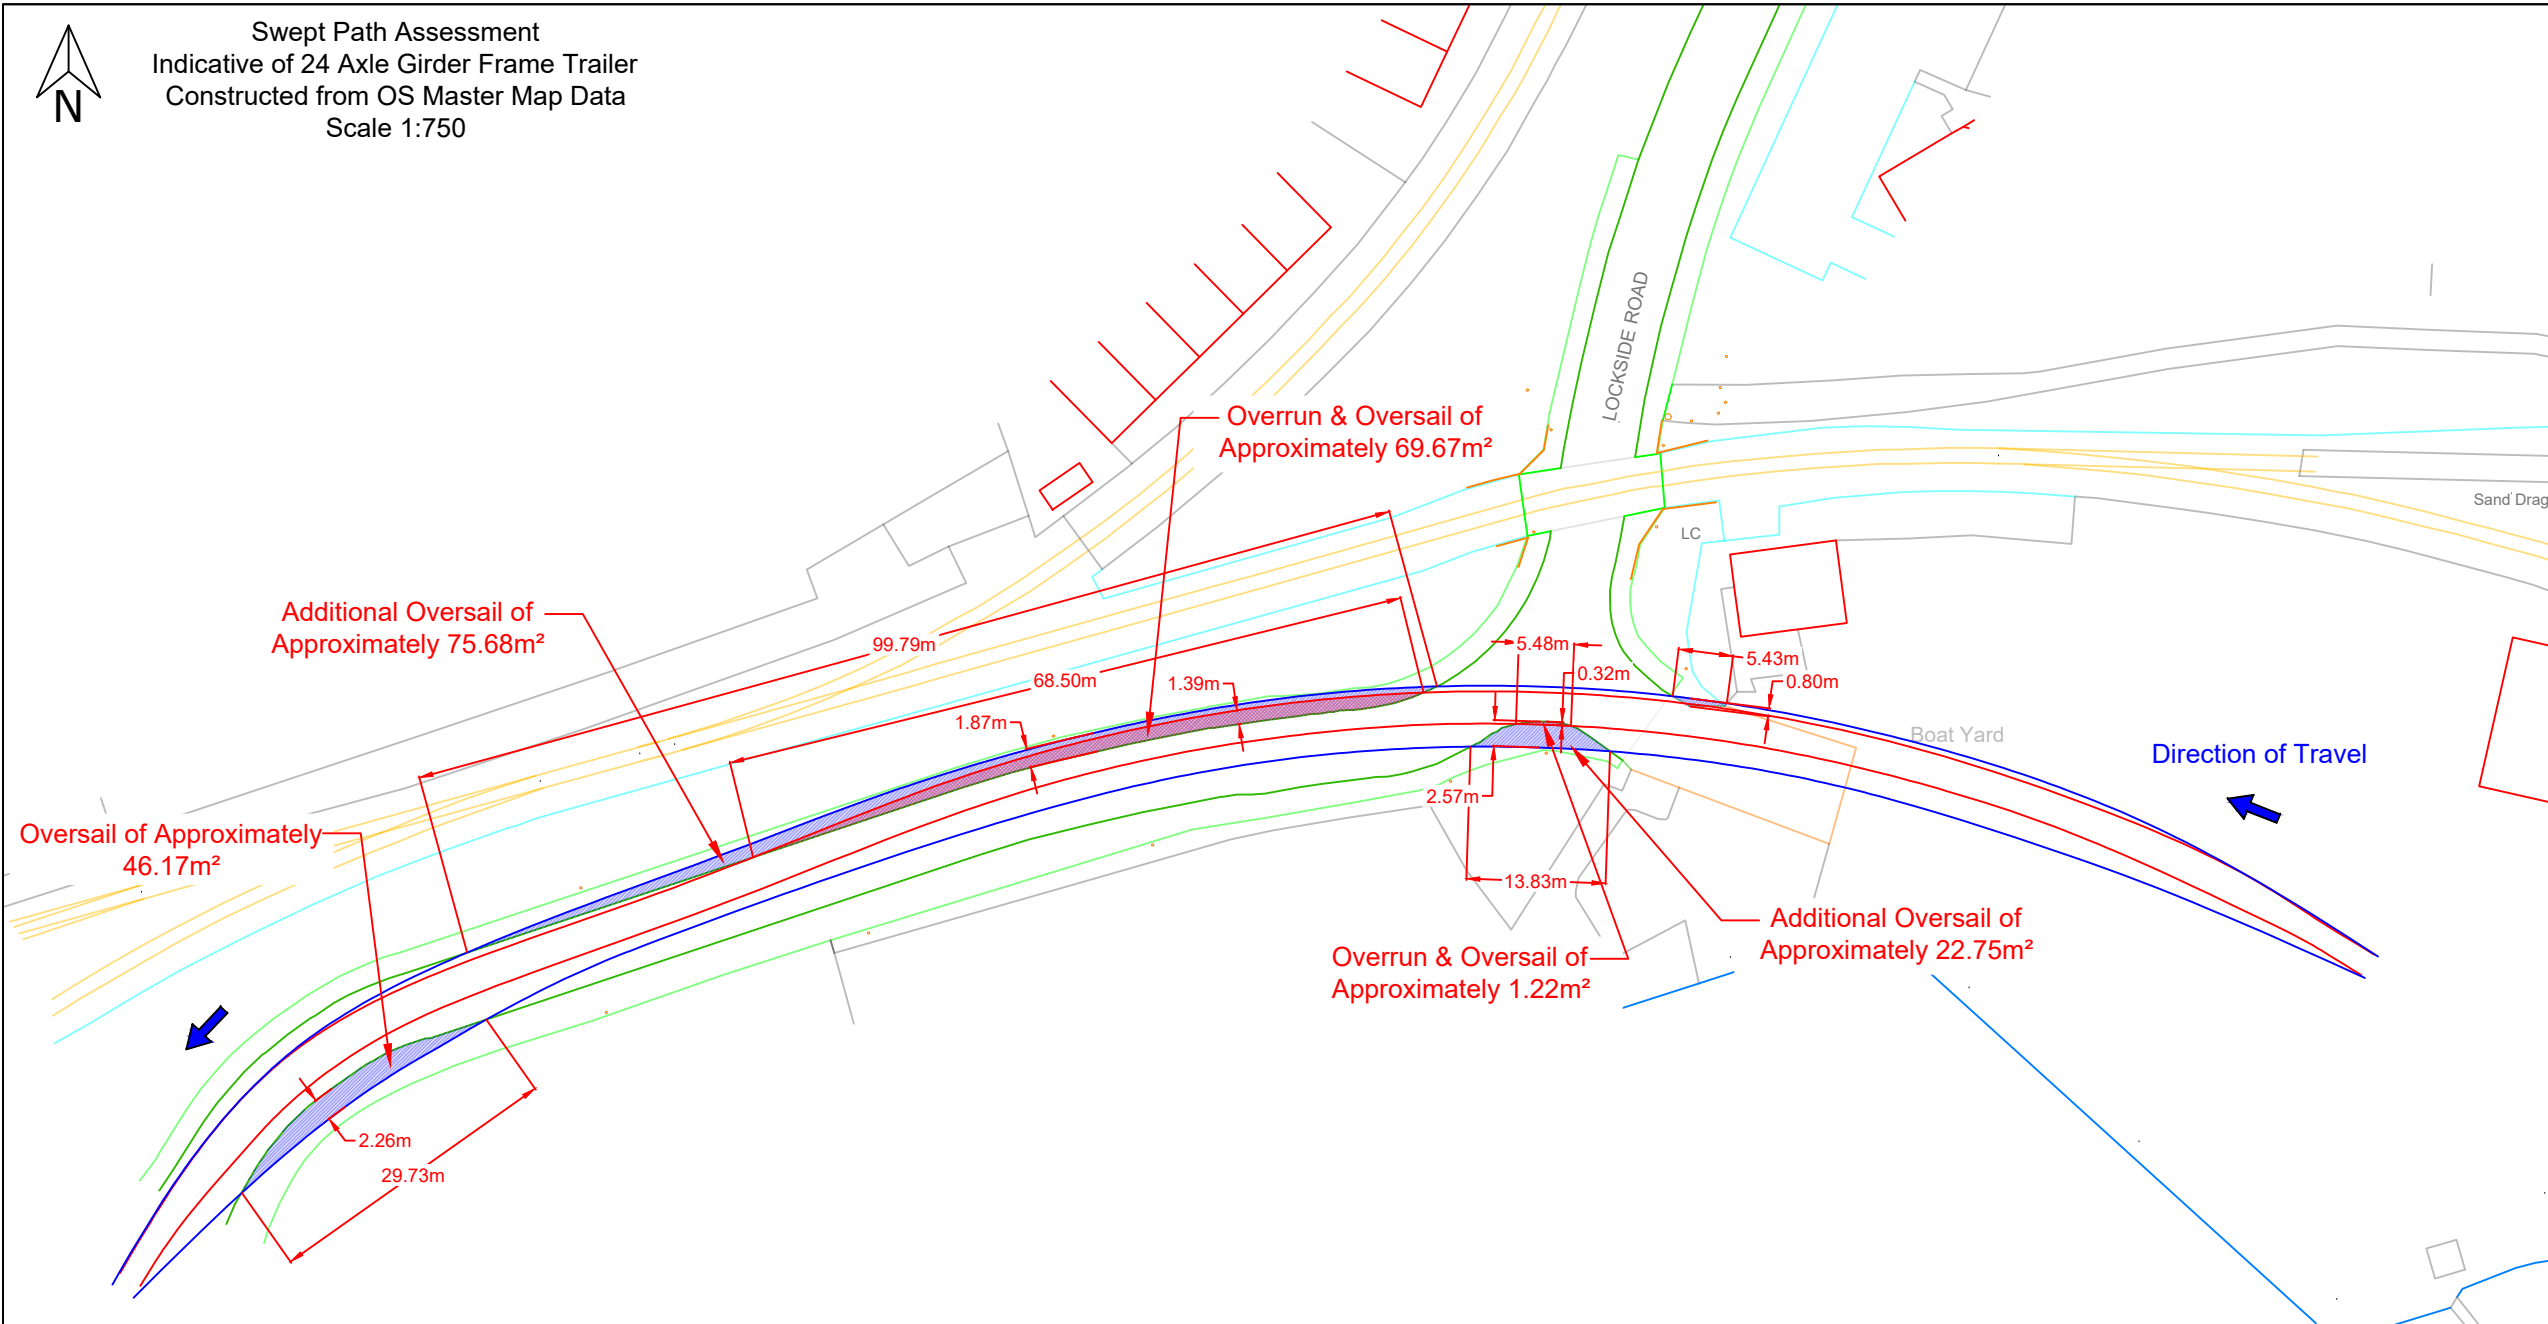 Swept Path Assessment
Indicative of 24 Axle Girder Frame Trailer
Constructed from OS Master Map Data
Scale 1:750
N
LOCKSIDE ROAD
Overrun & Oversail of
Approximately 69.67m²
Sand Drag
LC
Additional Oversail of
Approximately 75.68m²
99.79m
68.50m
1.39m
1.87m
5.48m
0.32m
5.43m
0.80m
Boat Yard
Direction of Travel
2.57m
13.83m
Oversail of Approximately
46.17m²
Additional Oversail of
Approximately 22.75m²
Overrun & Oversail of
Approximately 1.22m²
2.26m
29.73m